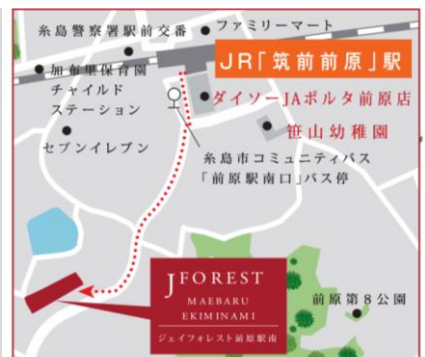 糸島警察署駅前交番
ファミリーマート
JR「筑前前原」駅
加布里保育園
チャイルド
ステーション
ダイソーJAポルタ前原店
笹山幼稚園
セブンイレブン
糸島市コミュニティバス
「前原駅南口」バス停
J FOREST
MAEBARU
EKIMINAMI
ジェイフォレスト前原駅南
前原第8公園